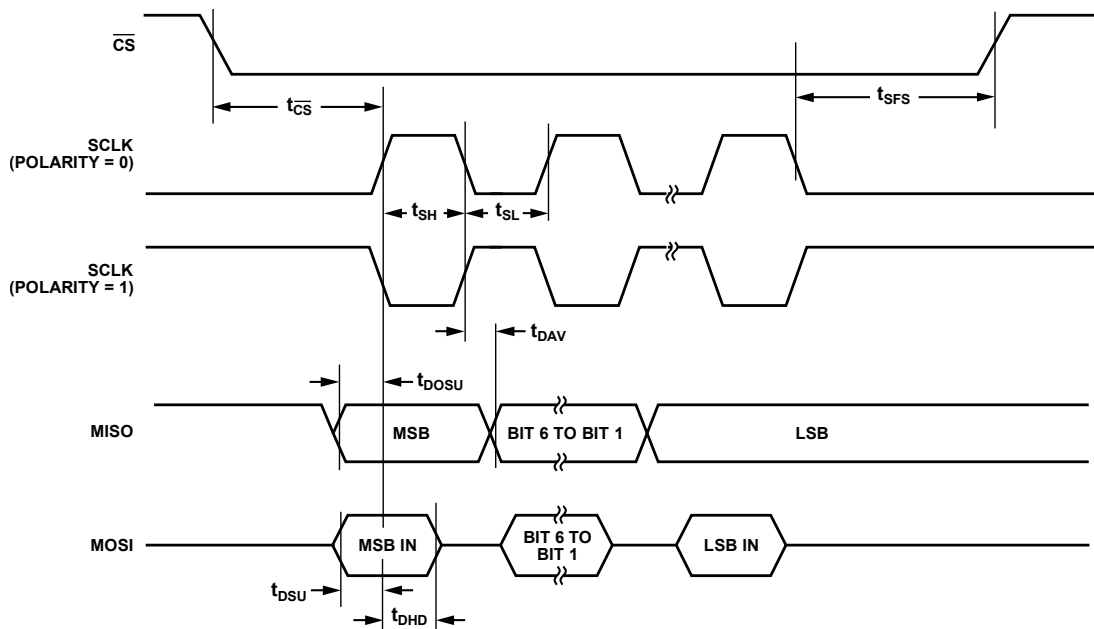 CS
tCS
tSFS
SCLK
(POLARITY = 0)
tSH
tSL
SCLK
(POLARITY = 1)
tDAV
tDOSU
MISO
MSB
BIT 6 TO BIT 1
LSB
MOSI
MSB IN
BIT 6 TO
BIT 1
LSB IN
tDSU
tDHD